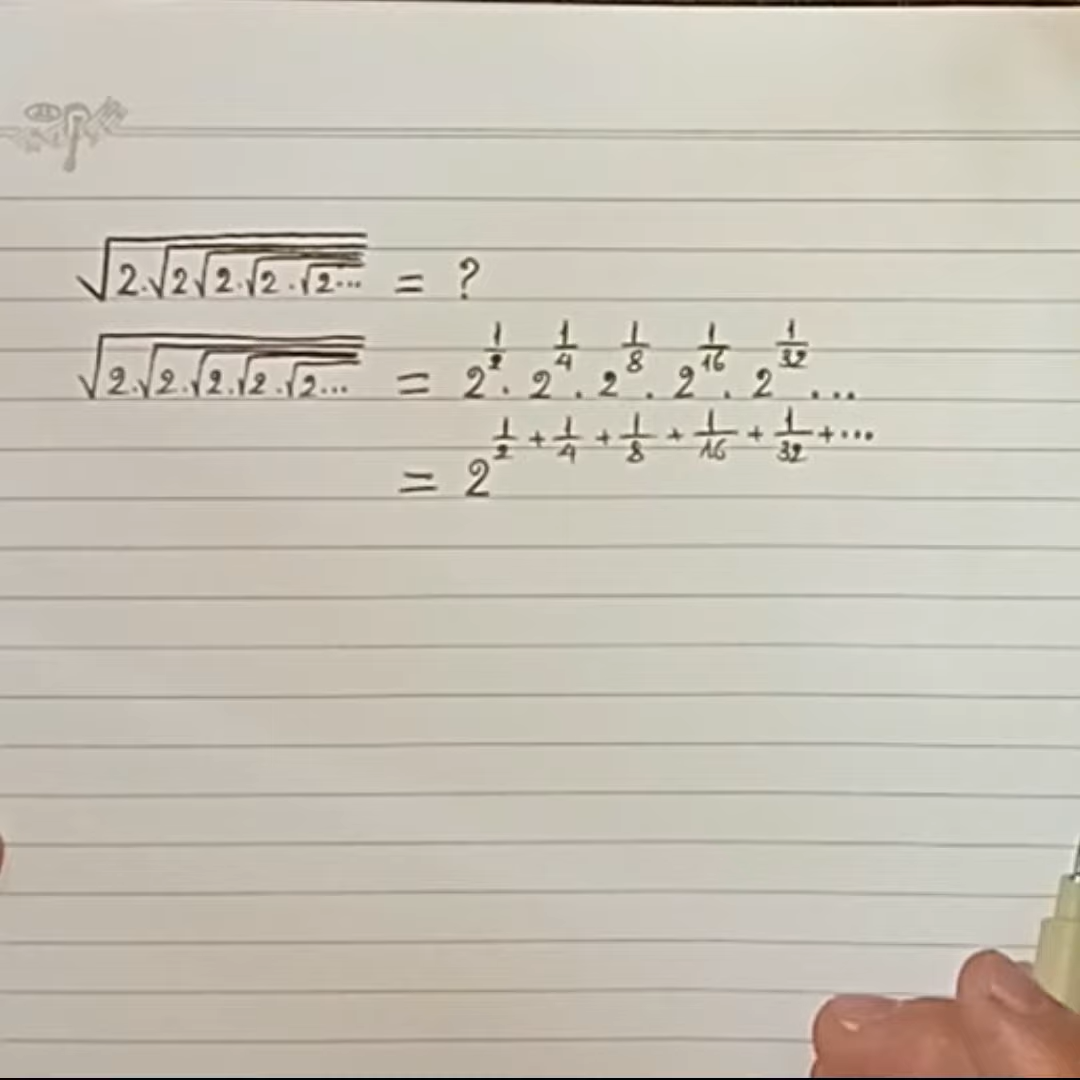 √(2.√(2√(2.√(2.√(2...))))) = ?
√(2.√(2.√(2.√(2.√(2...))))) = 2^(1/2) . 2^(1/4) . 2^(1/8) . 2^(1/16) . 2^(1/32) ...
= 2^(1/2 + 1/4 + 1/8 + 1/16 + 1/32 + ...)